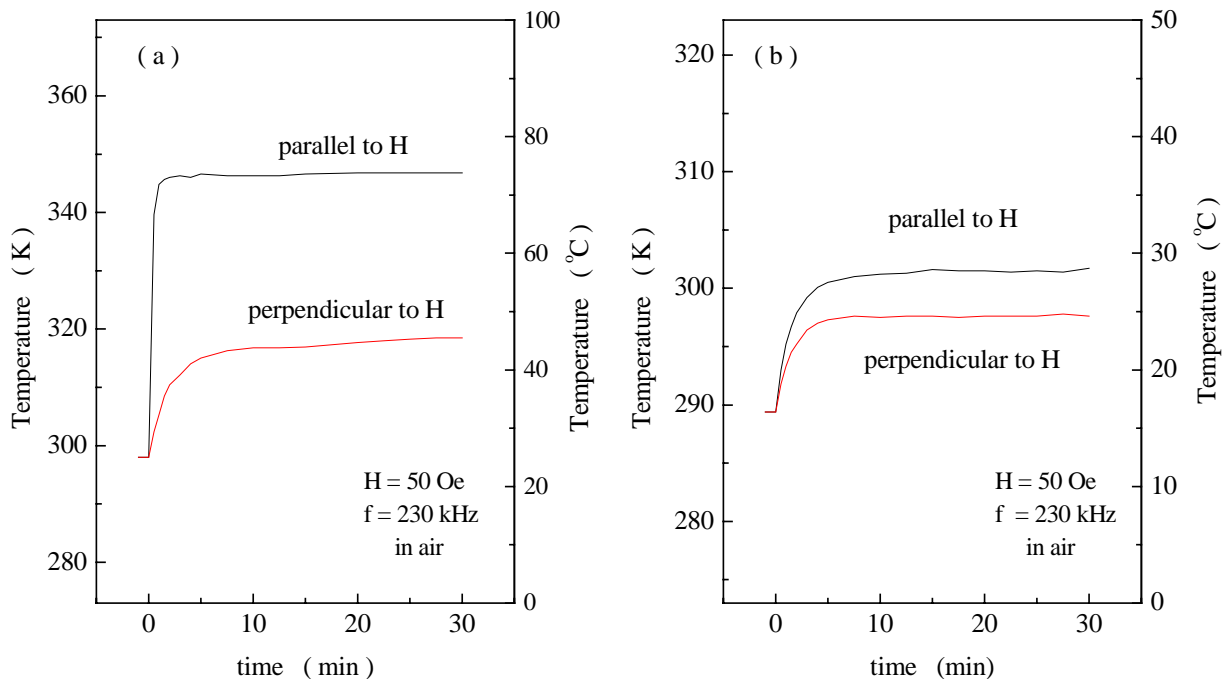 ( a )
parallel to H
perpendicular to H
H = 50 Oe
f = 230 kHz
in air
Temperature ( K )
360
340
320
300
280
Temperature ( °C )
100
80
60
40
20
0
0 10 20 30
time ( min )
( b )
parallel to H
perpendicular to H
H = 50 Oe
f = 230 kHz
in air
Temperature ( K )
320
310
300
290
280
Temperature ( °C )
50
40
30
20
10
0
0 10 20 30
time (min)